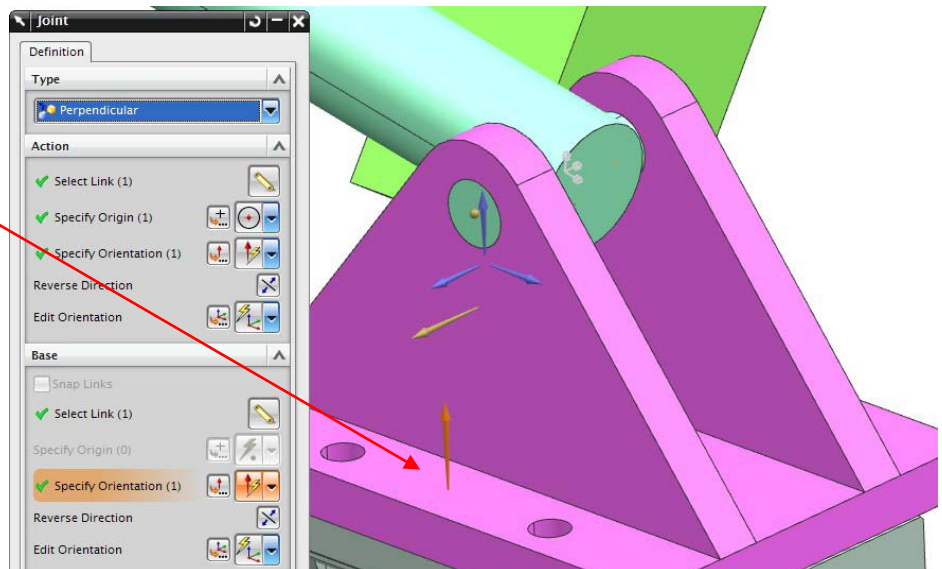 Joint
Definition
Type
Perpendicular
Action
Select Link (1)
Specify Origin (1)
Specify Orientation (1)
Reverse Direction
Edit Orientation
Base
Snap Links
Select Link (1)
Specify Origin (0)
Specify Orientation (1)
Reverse Direction
Edit Orientation